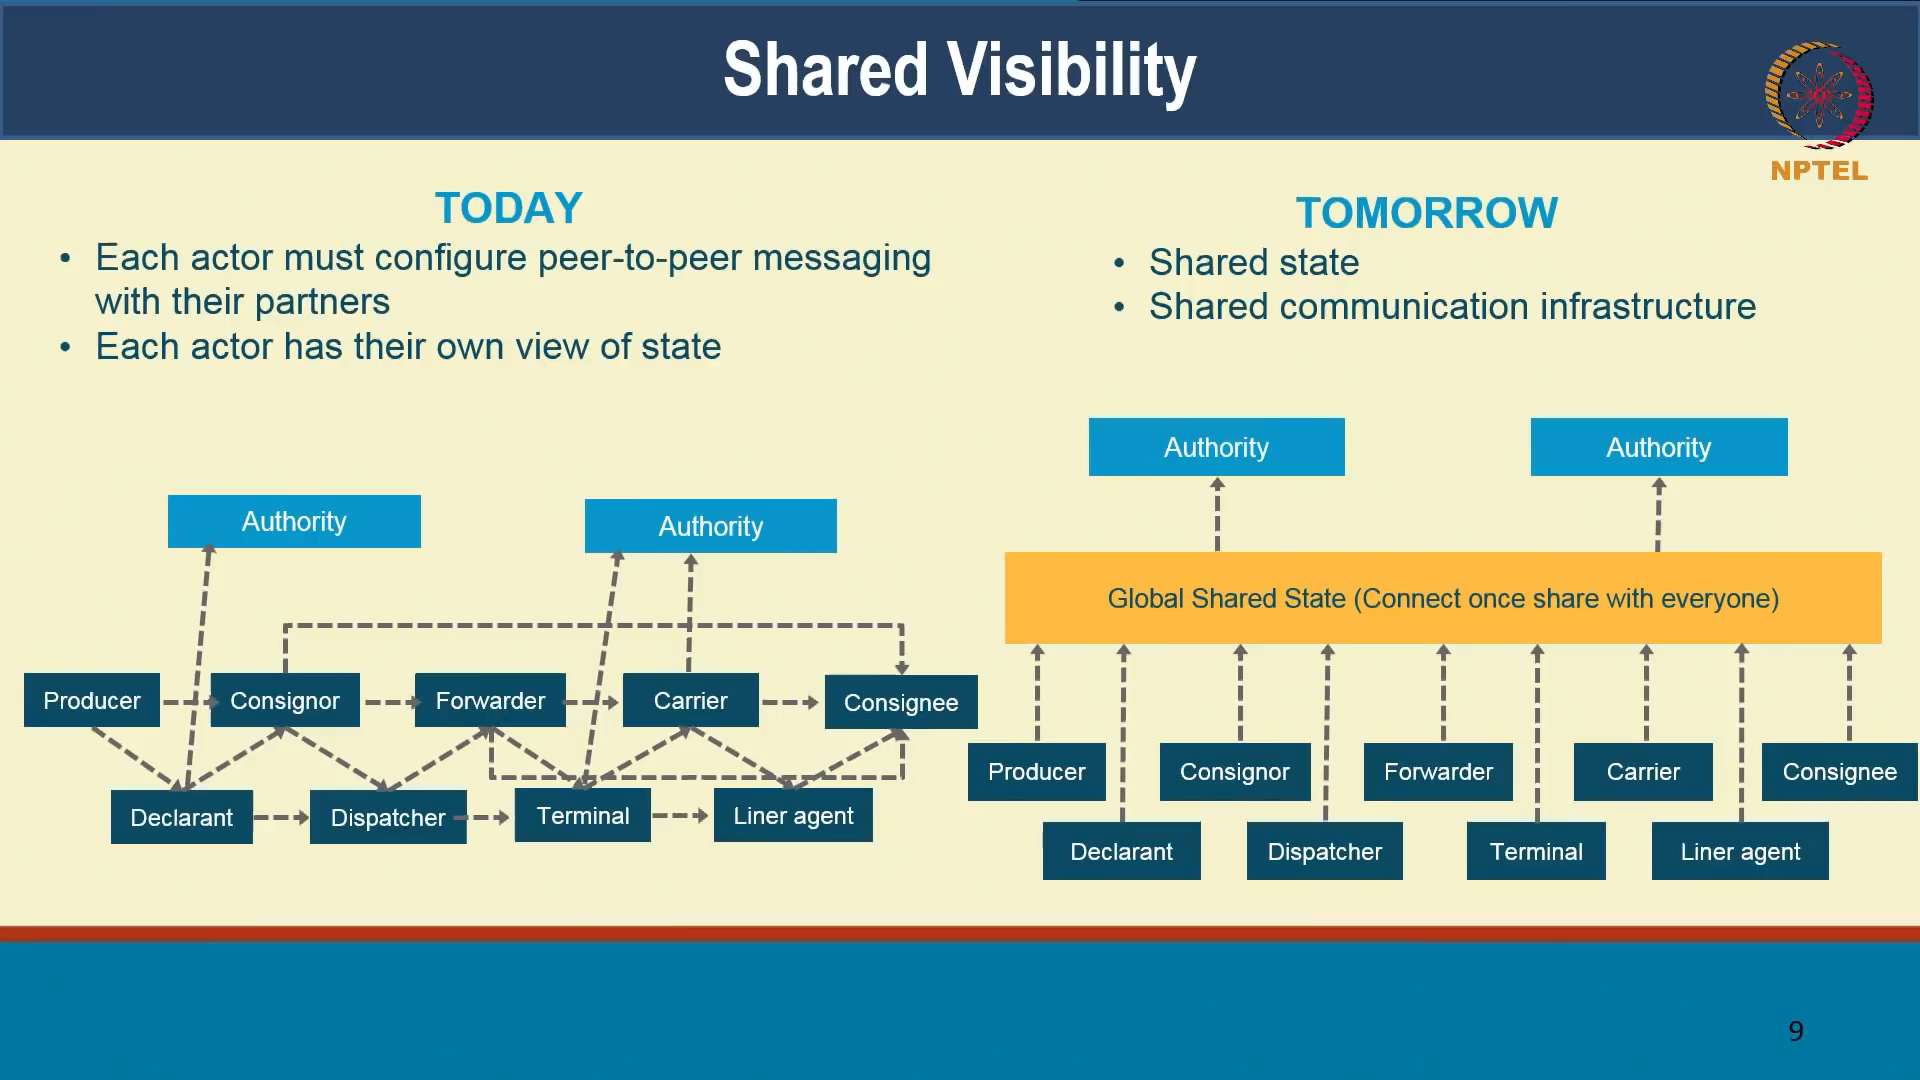 Shared Visibility
NPTEL
TODAY
• Each actor must configure peer-to-peer messaging
with their partners
• Each actor has their own view of state
Authority
Authority
Producer
Consignor
Forwarder
Carrier
Consignee
Declarant
Dispatcher
Terminal
Liner agent
TOMORROW
• Shared state
• Shared communication infrastructure
Authority
Authority
Global Shared State (Connect once share with everyone)
Producer
Consignor
Forwarder
Carrier
Consignee
Declarant
Dispatcher
Terminal
Liner agent
9